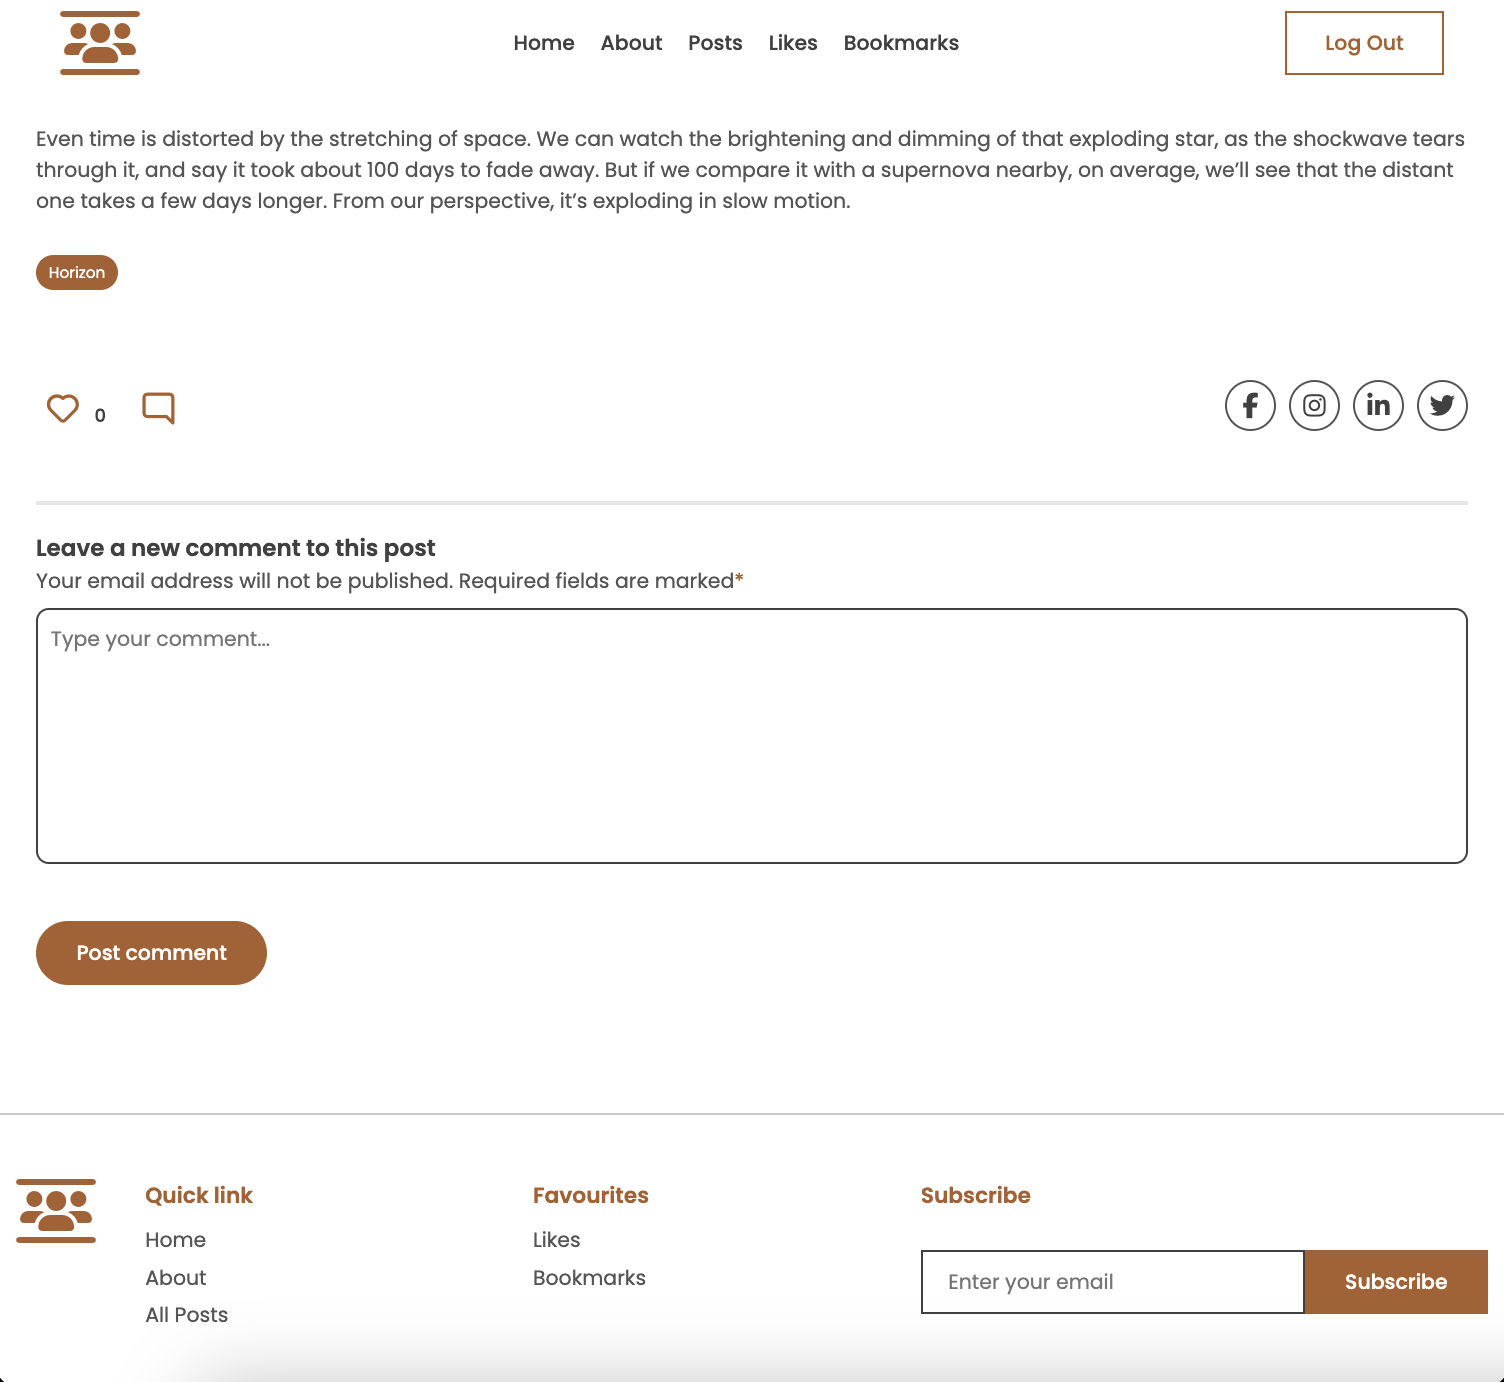 Home About Posts Likes Bookmarks Log Out
Even time is distorted by the stretching of space. We can watch the brightening and dimming of that exploding star, as the shockwave tears
through it, and say it took about 100 days to fade away. But if we compare it with a supernova nearby, on average, we’ll see that the distant
one takes a few days longer. From our perspective, it’s exploding in slow motion.
Horizon
0
Leave a new comment to this post
Your email address will not be published. Required fields are marked*
Type your comment...
Post comment
Quick link
Home
About
All Posts
Favourites
Likes
Bookmarks
Subscribe
Enter your email Subscribe